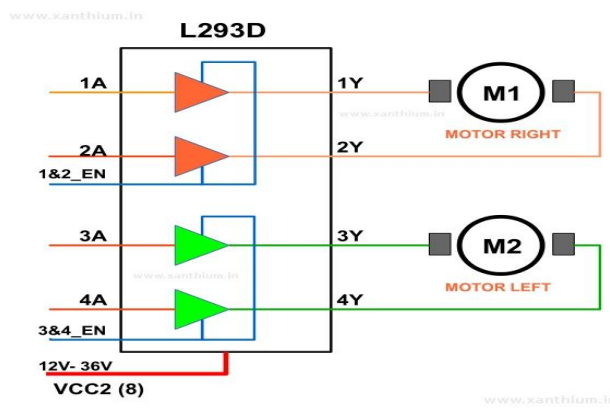 www.xanthium.in
L293D
1A
1Y
M1
www.xanthium.in
MOTOR RIGHT
2A
2Y
1&2_EN
3A
3Y
M2
www.xanthium.in
MOTOR LEFT
4A
4Y
3&4_EN
12V- 36V
VCC2 (8)
www.xanthium.i